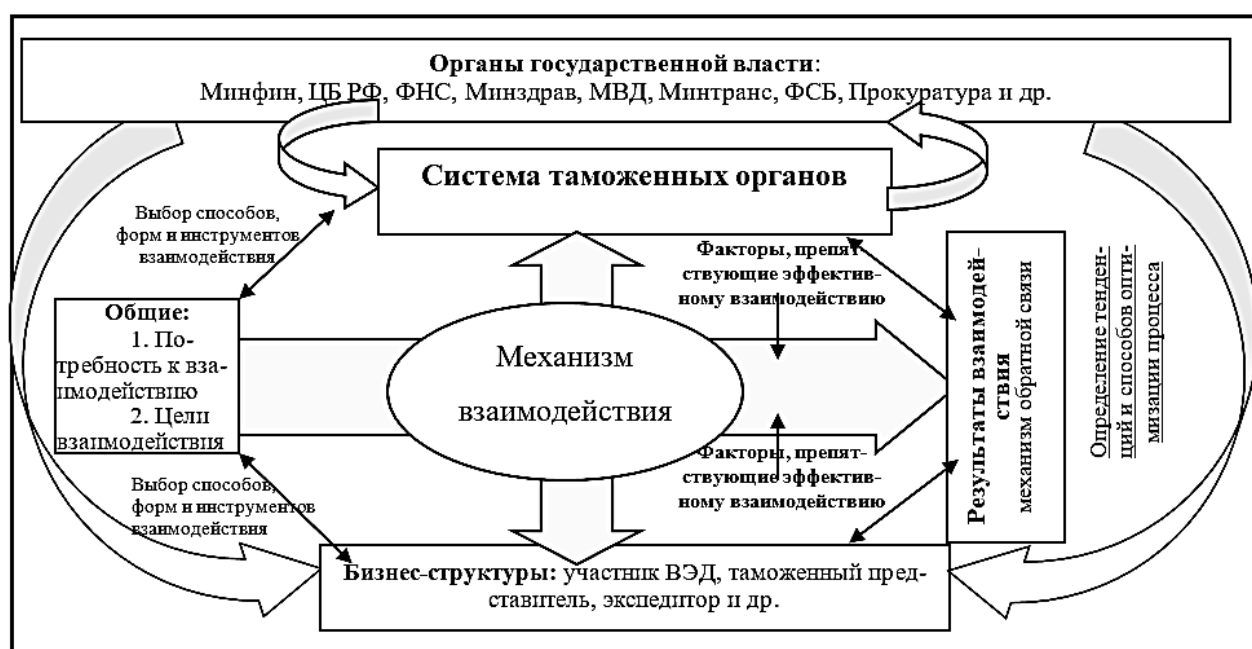 Органы государственной власти:
Минфин, ЦБ РФ, ФНС, Минздрав, МВД, Минтранс, ФСБ, Прокуратура и др.
Система таможенных органов
Выбор способов,
форм и инструментов
взаимодействия
Факторы, препят-
ствующие эффектив-
ному взаимодействию
Общие:
1. По-
требность к вза-
имодействию
2. Цели
взаимодействия
Механизм
взаимодействия
Результаты взаимодей-
ствия
механизм обратной связи
Определение тенден-
ций и способов опти-
мизации процесса
Выбор способов,
форм и инструментов
взаимодействия
Факторы, препят-
ствующие эффектив-
ному взаимодействию
Бизнес-структуры: участник ВЭД, таможенный пред-
ставитель, экспедитор и др.